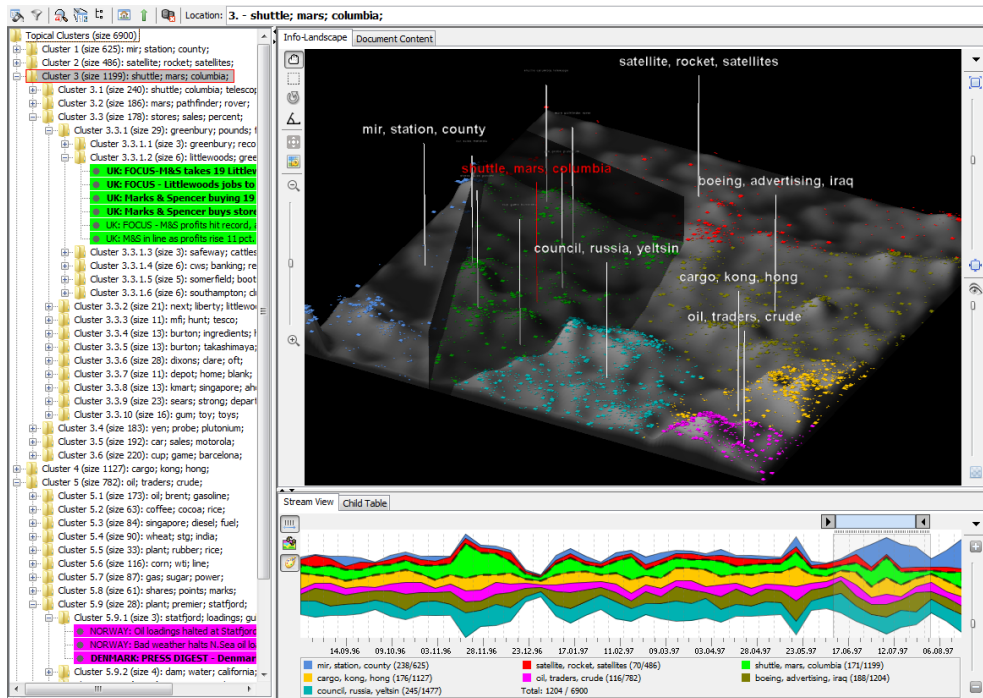 Location: 3. - shuttle; mars; columbia;
Topical Clusters (size 6900)
Cluster 1 (size 625): mir; station; county;
Cluster 2 (size 486): satellite; rocket; satellites;
Cluster 3 (size 1199): shuttle; mars; columbia;
Cluster 3.1 (size 240): shuttle; columbia; telescop
Cluster 3.2 (size 186): mars; pathfinder; rover;
Cluster 3.3 (size 178): stores; sales; percent;
Cluster 3.3.1 (size 29): greenbury; pounds; f
Cluster 3.3.1.1 (size 3): greenbury; reco
Cluster 3.3.1.2 (size 6): littlewoods; gree
UK: FOCUS-M&S takes 19 Littlew
UK: FOCUS - Littlewoods jobs to
UK: Marks & Spencer buying 19
UK: Marks & Spencer buys store
UK: FOCUS - M&S profits hit record, a
UK: M&S in line as profits rise 11 pct.
Cluster 3.3.1.3 (size 3): safeway; cattles
Cluster 3.3.1.4 (size 6): cws; banking; re
Cluster 3.3.1.5 (size 5): somerfield; boot
Cluster 3.3.1.6 (size 6): southampton; d
Cluster 3.3.2 (size 21): next; liberty; littlewo
Cluster 3.3.3 (size 11): mfi; hunt; tesco;
Cluster 3.3.4 (size 13): burton; ingredients; h
Cluster 3.3.5 (size 13): burton; takashimaya;
Cluster 3.3.6 (size 28): dixons; clare; oft;
Cluster 3.3.7 (size 11): depot; home; blank;
Cluster 3.3.8 (size 13): kmart; singapore; aho
Cluster 3.3.9 (size 23): sears; strong; depart
Cluster 3.3.10 (size 16): gum; toy; toys;
Cluster 3.4 (size 183): yen; probe; plutonium;
Cluster 3.5 (size 192): car; sales; motorola;
Cluster 3.6 (size 220): cup; game; barcelona;
Cluster 4 (size 1127): cargo; kong; hong;
Cluster 5 (size 782): oil; traders; crude;
Cluster 5.1 (size 173): oil; brent; gasoline;
Cluster 5.2 (size 63): coffee; cocoa; rice;
Cluster 5.3 (size 84): singapore; diesel; fuel;
Cluster 5.4 (size 90): wheat; stg; india;
Cluster 5.5 (size 33): plant; rubber; rice;
Cluster 5.6 (size 116): corn; wti; line;
Cluster 5.7 (size 87): gas; sugar; power;
Cluster 5.8 (size 61): shares; points; marks;
Cluster 5.9 (size 28): plant; premier; statfjord;
Cluster 5.9.1 (size 3): statfjord; loadings; gu
NORWAY: Oil loadings halted at Statfjord
NORWAY: Bad weather halts N.Sea of loa
DENMARK: PRESS DIGEST - Denmar
Cluster 5.9.2 (size 4): dam; water; california;
Info-Landscape
Document Content
satellite, rocket, satellites
mir, station, county
shuttle, mars, columbia
boeing, advertising, iraq
council, russia, yeltsin
cargo, kong, hong
oil, traders, crude
Stream View
Child Table
14.09.96 09.10.96 03.11.96 28.11.96 23.12.96 17.01.97 11.02.97 09.03.97 03.04.97 28.04.97 23.05.97 17.06.97 12.07.97 06.08.97
mir, station, county (238/625) satellite, rocket, satellites (70/486) shuttle, mars, columbia (171/1199)
cargo, kong, hong (176/1127) oil, traders, crude (116/782) boeing, advertising, iraq (188/1204)
council, russia, yeltsin (245/1477) Total: 1204 / 6900